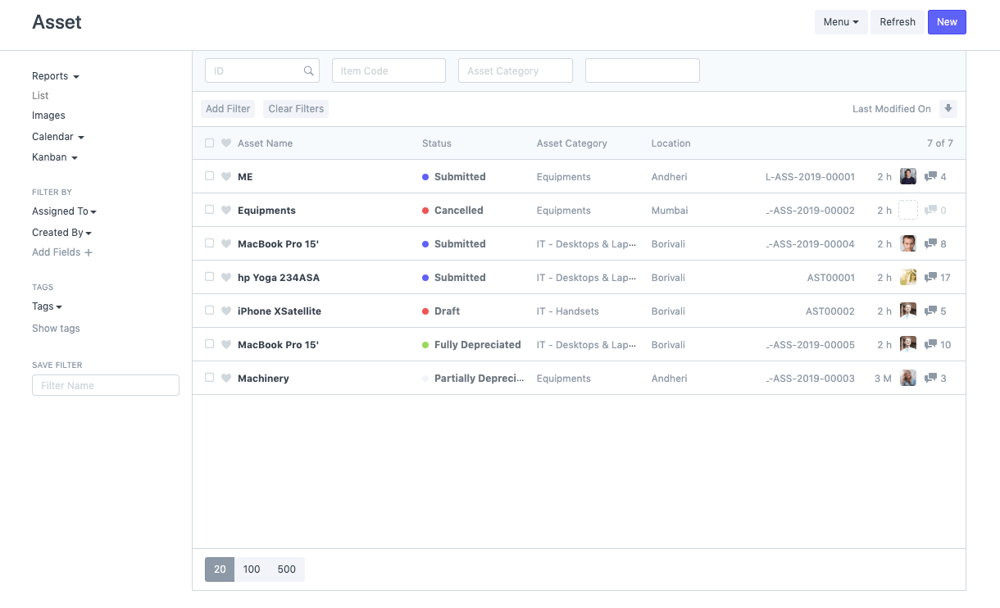 Asset
Menu Refresh New
Reports
List
Images
Calendar
Kanban
FILTER BY
Assigned To
Created By
Add Fields +
TAGS
Tags
Show tags
SAVE FILTER
Filter Name
ID Item Code Asset Category
Add Filter Clear Filters Last Modified On
Asset Name Status Asset Category Location 7 of 7
ME Submitted Equipments Andheri L-ASS-2019-00001 2 h 4
Equipments Cancelled Equipments Mumbai -ASS-2019-00002 2 h 0
MacBook Pro 15' Submitted IT - Desktops & Lap... Borivali -ASS-2019-00004 2 h 8
hp Yoga 234ASA Submitted IT - Desktops & Lap... Borivali AST00001 2 h 17
iPhone XSatellite Draft IT - Handsets Borivali AST00002 2 h 5
MacBook Pro 15' Fully Depreciated IT - Desktops & Lap... Borivali -ASS-2019-00005 2 h 10
Machinery Partially Depreci... Equipments Andheri -ASS-2019-00003 3 M 3
20 100 500